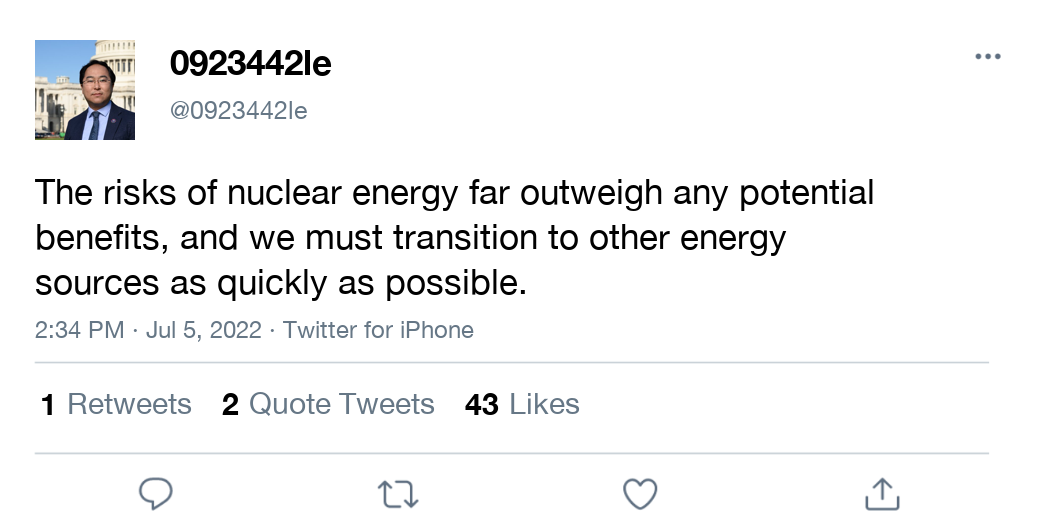 0923442le
@0923442le
The risks of nuclear energy far outweigh any potential
benefits, and we must transition to other energy
sources as quickly as possible.
2:34 PM · Jul 5, 2022 · Twitter for iPhone
1 Retweets 2 Quote Tweets 43 Likes